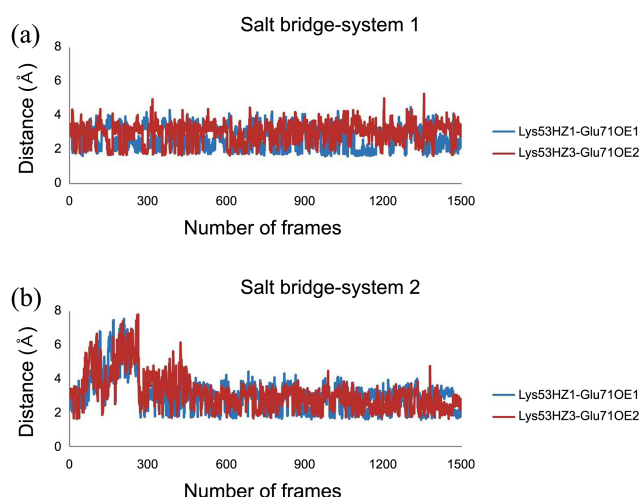 (a)
Salt bridge-system 1
8
6
4
2
0
Distance (Å)
0 300 600 900 1200 1500
Number of frames
Lys53HZ1-Glu71OE1
Lys53HZ3-Glu71OE2
(b)
Salt bridge-system 2
8
6
4
2
0
Distance (Å)
0 300 600 900 1200 1500
Number of frames
Lys53HZ1-Glu71OE1
Lys53HZ3-Glu71OE2